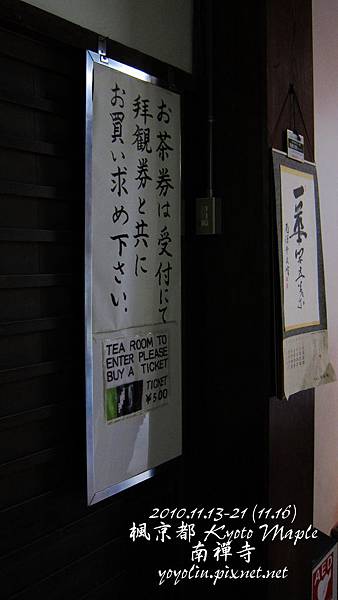 お茶券は受付にて
拝観券と共に
お買い求め下さい.
TEA ROOM TO
ENTER PLEASE
BUY A TICKET
TICKET
¥500
2010.11.13-21 (11.16)
楓京都 Kyoto Maple
南禪寺
yoyolin.pixnet.net
AED